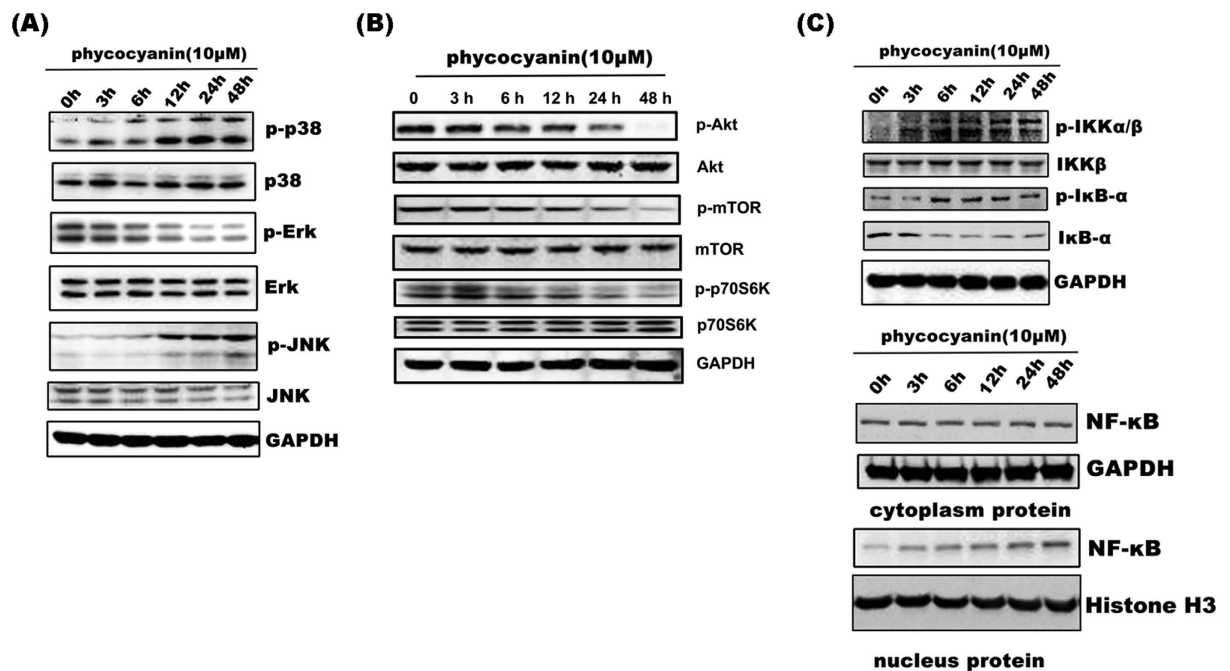 (A)
phycocyanin(10μM)
0h 3h 6h 12h 24h 48h
p-p38
p38
p-Erk
Erk
p-JNK
JNK
GAPDH
(B)
phycocyanin(10μM)
0 3 h 6 h 12 h 24 h 48 h
p-Akt
Akt
p-mTOR
mTOR
p-p70S6K
p70S6K
GAPDH
(C)
phycocyanin(10μM)
0h 3h 6h 12h 24h 48h
p-IKKα/β
IKKβ
p-IκB-α
IκB-α
GAPDH
phycocyanin(10μM)
0h 3h 6h 12h 24h 48h
NF-κB
GAPDH
cytoplasm protein
NF-κB
Histone H3
nucleus protein